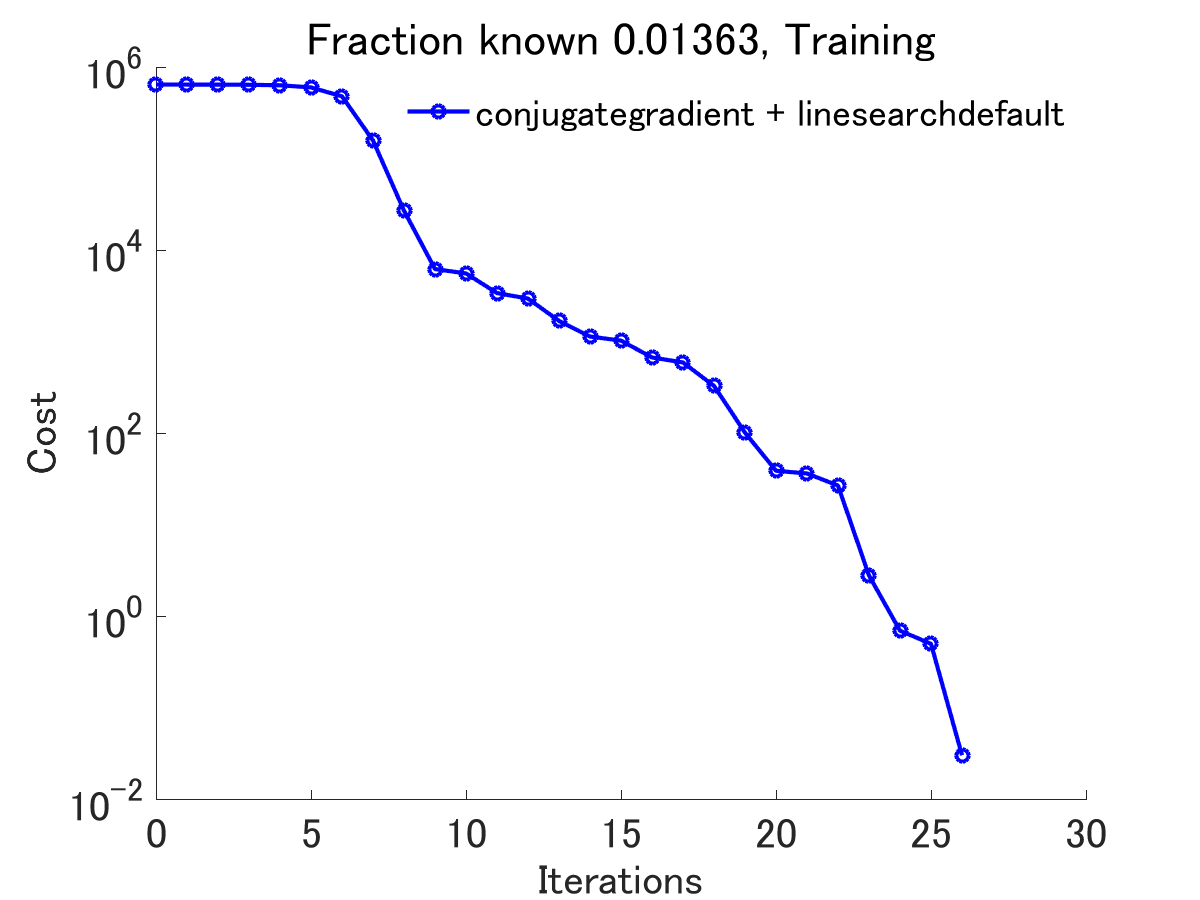 Fraction known 0.01363, Training
conjugategradient + linesearchdefault
Cost
10^6
10^4
10^2
10^0
10^-2
0 5 10 15 20 25 30
Iterations